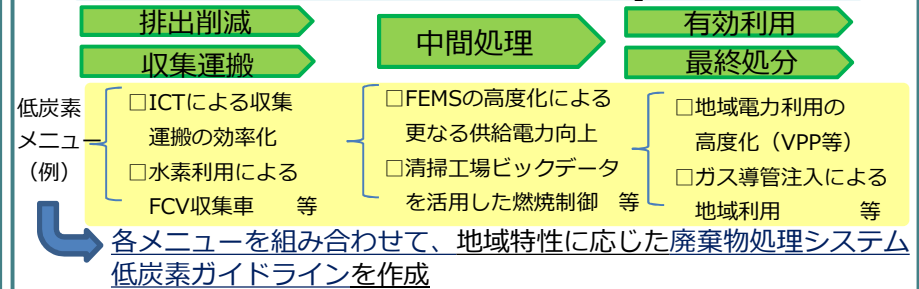 排出削減
収集運搬
中間処理
有効利用
最終処分
低炭素
メニュー
（例）
□ICTによる収集
運搬の効率化
□水素利用による
FCV収集車　等
□FEMSの高度化による
更なる供給電力向上
□清掃工場ビックデータ
を活用した燃焼制御　等
□地域電力利用の
高度化（VPP等）
□ガス導管注入による
地域利用　等
各メニューを組み合わせて、地域特性に応じた廃棄物処理システム
低炭素ガイドラインを作成